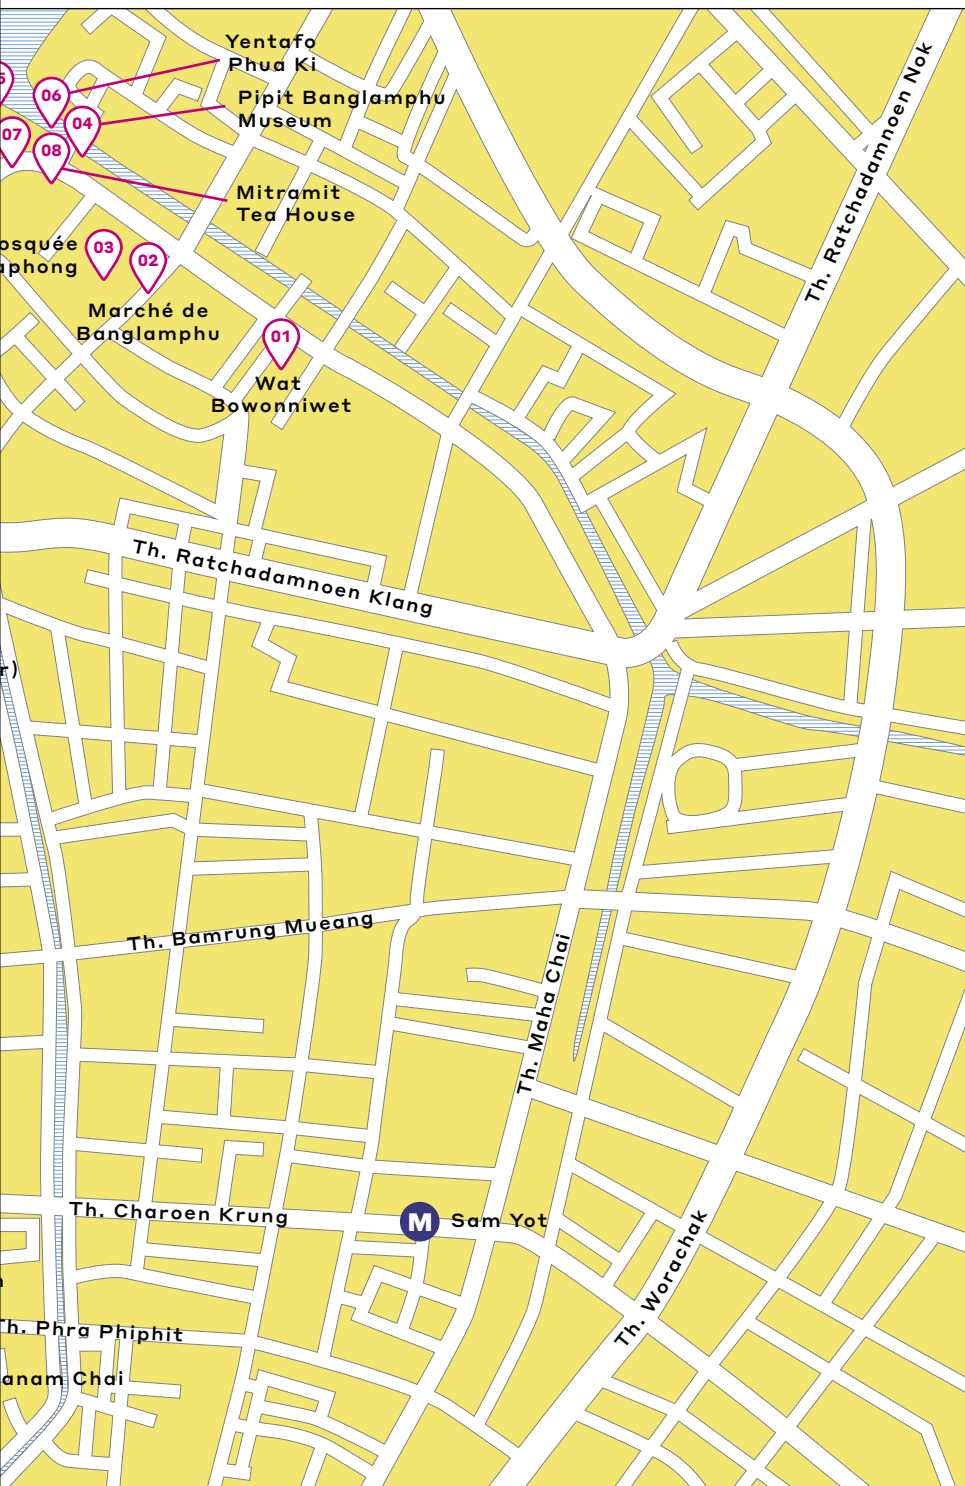 Yentafo
Phua Ki
Pipit Banglamphu
Museum
Mitramit
Tea House
5
06
04
07
08
03
02
01
osquée
aphong
Marché de
Banglamphu
Wat
Bowonniwet
Th. Ratchadamnoen Nok
Th. Ratchadamnoen Klang
r)
Th. Bamrung Mueang
Th. Maha Chai
Th. Charoen Krung
M
Sam Yot
Th. Worachak
Th. Phra Phiphit
anam Chai